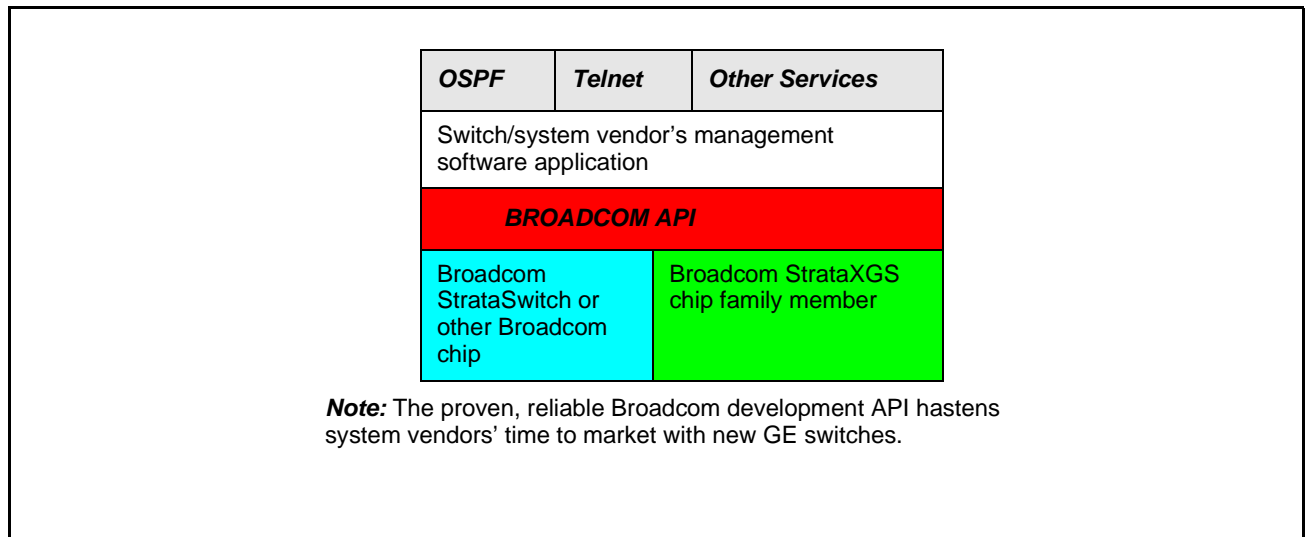 OSPF
Telnet
Other Services
Switch/system vendor's management
software application
BROADCOM API
Broadcom
StrataSwitch or
other Broadcom
chip
Broadcom StrataXGS
chip family member
Note: The proven, reliable Broadcom development API hastens
system vendors' time to market with new GE switches.